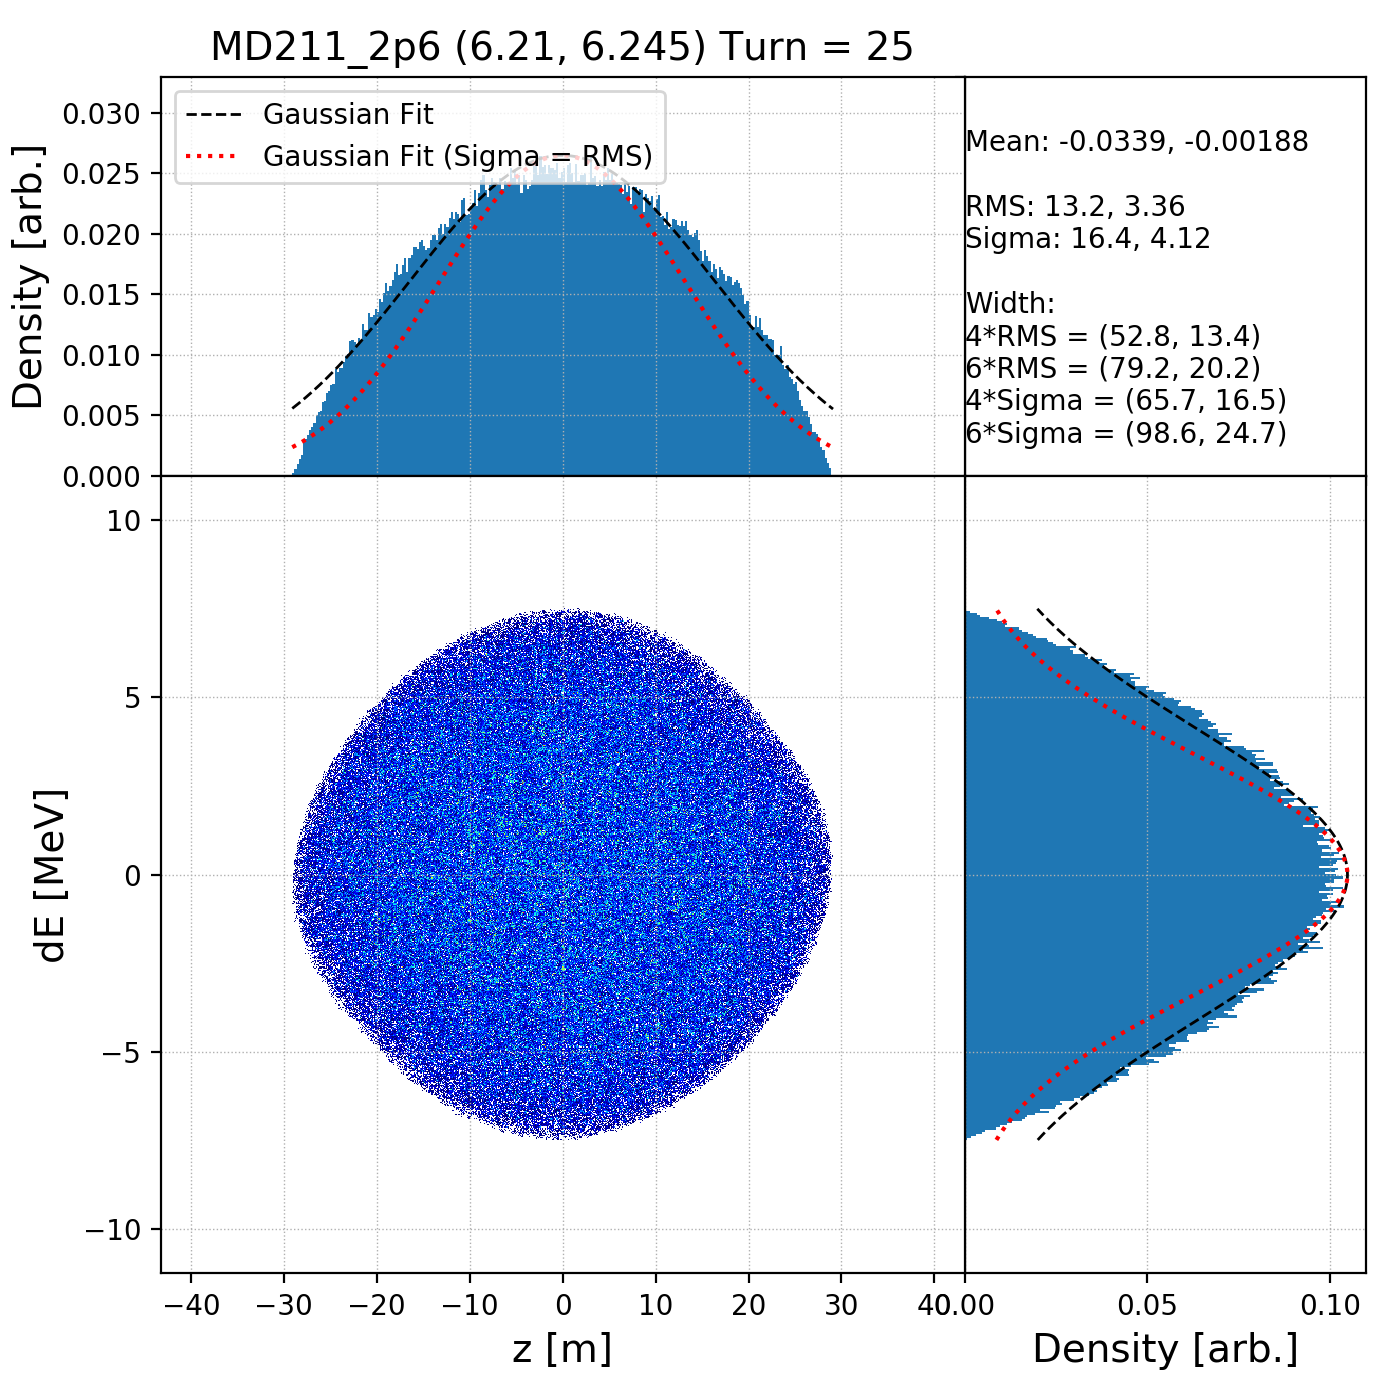 MD211_2p6 (6.21, 6.245) Turn = 25
Gaussian Fit
Gaussian Fit (Sigma = RMS)
Density [arb.]
0.030
0.025
0.020
0.015
0.010
0.005
0.000
Mean: -0.0339, -0.00188
RMS: 13.2, 3.36
Sigma: 16.4, 4.12
Width:
4*RMS = (52.8, 13.4)
6*RMS = (79.2, 20.2)
4*Sigma = (65.7, 16.5)
6*Sigma = (98.6, 24.7)
dE [MeV]
10
5
0
−5
−10
−40 −30 −20 −10 0 10 20 30 40
z [m]
0.00 0.05 0.10
Density [arb.]